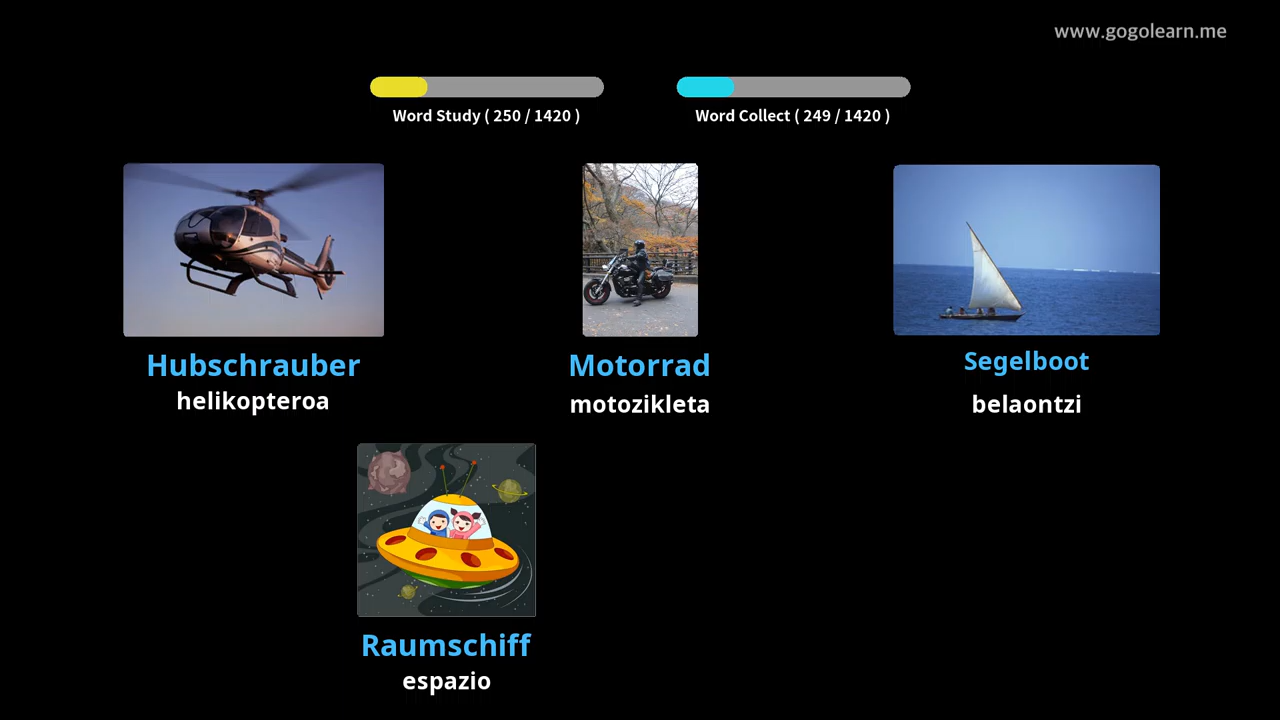 www.gogolearn.me
Word Study ( 250 / 1420 )
Word Collect ( 249 / 1420 )
Hubschrauber
helikopteroa
Motorrad
motozikleta
Segelboot
belaontzi
Raumschiff
espazio